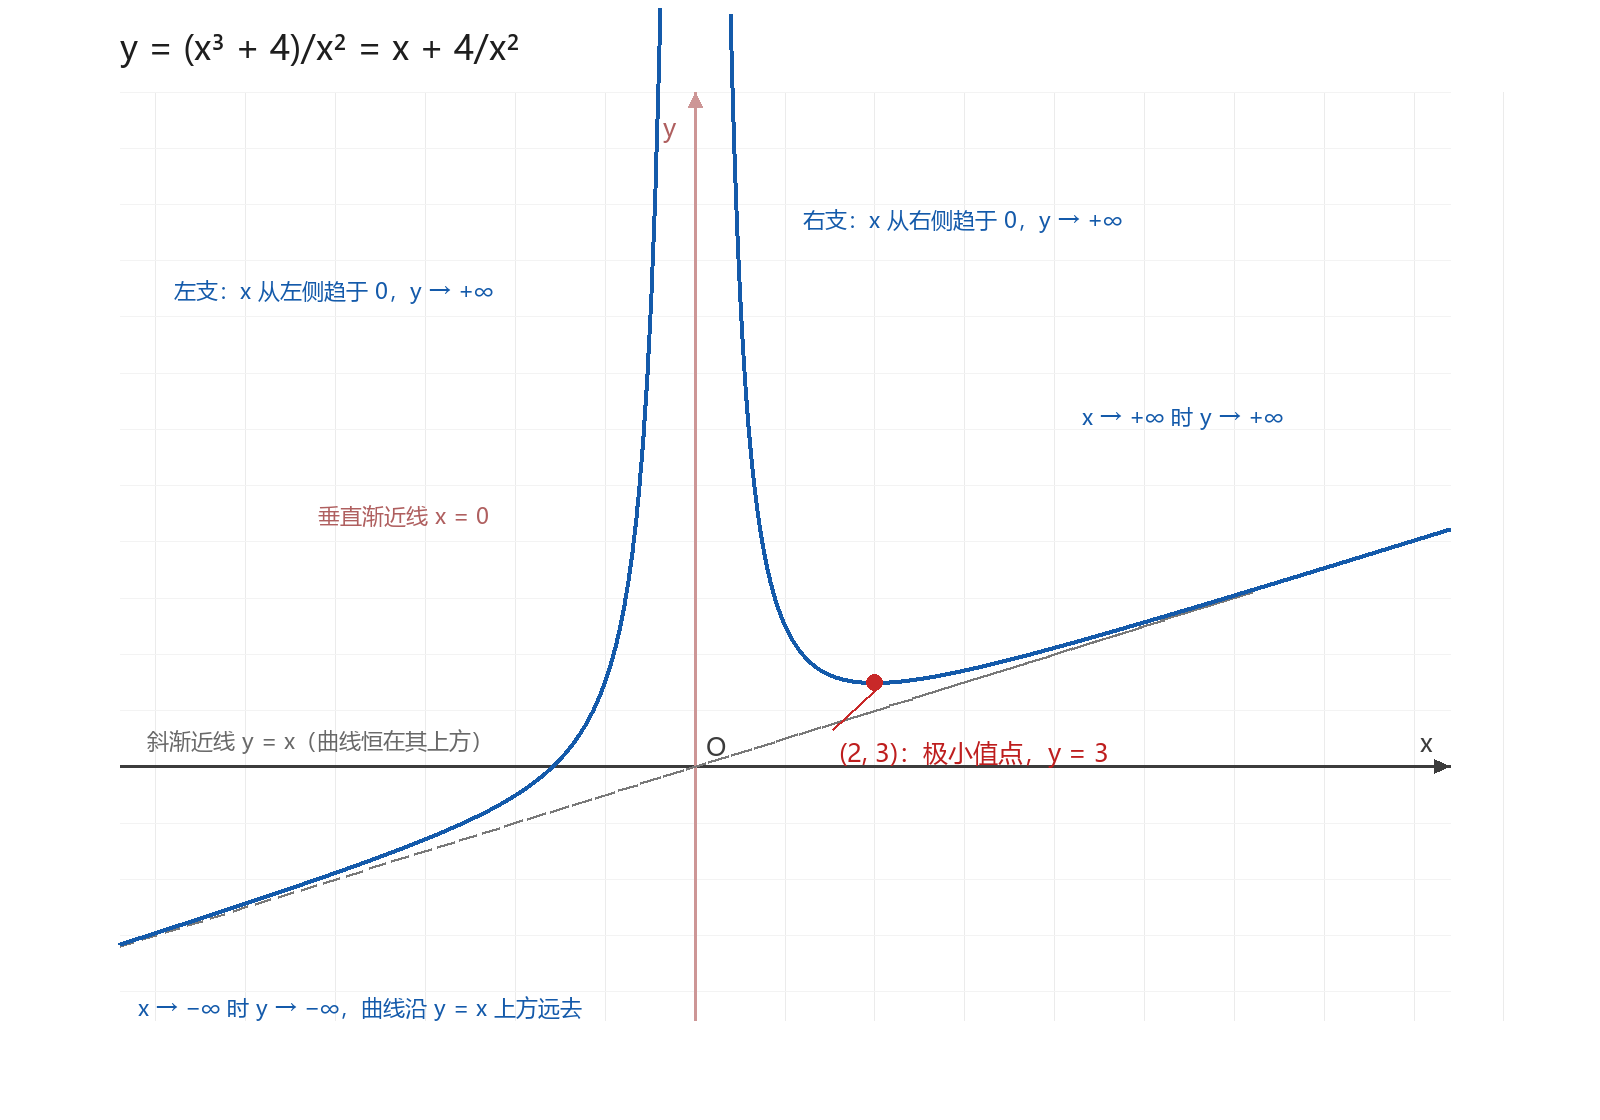 y = (x³ + 4)/x² = x + 4/x²
y
右支：x 从右侧趋于 0，y → +∞
左支：x 从左侧趋于 0，y → +∞
x → +∞ 时 y → +∞
垂直渐近线 x = 0
斜渐近线 y = x（曲线恒在其上方）
O
x
(2, 3)：极小值点，y = 3
x → −∞ 时 y → −∞，曲线沿 y = x 上方远去